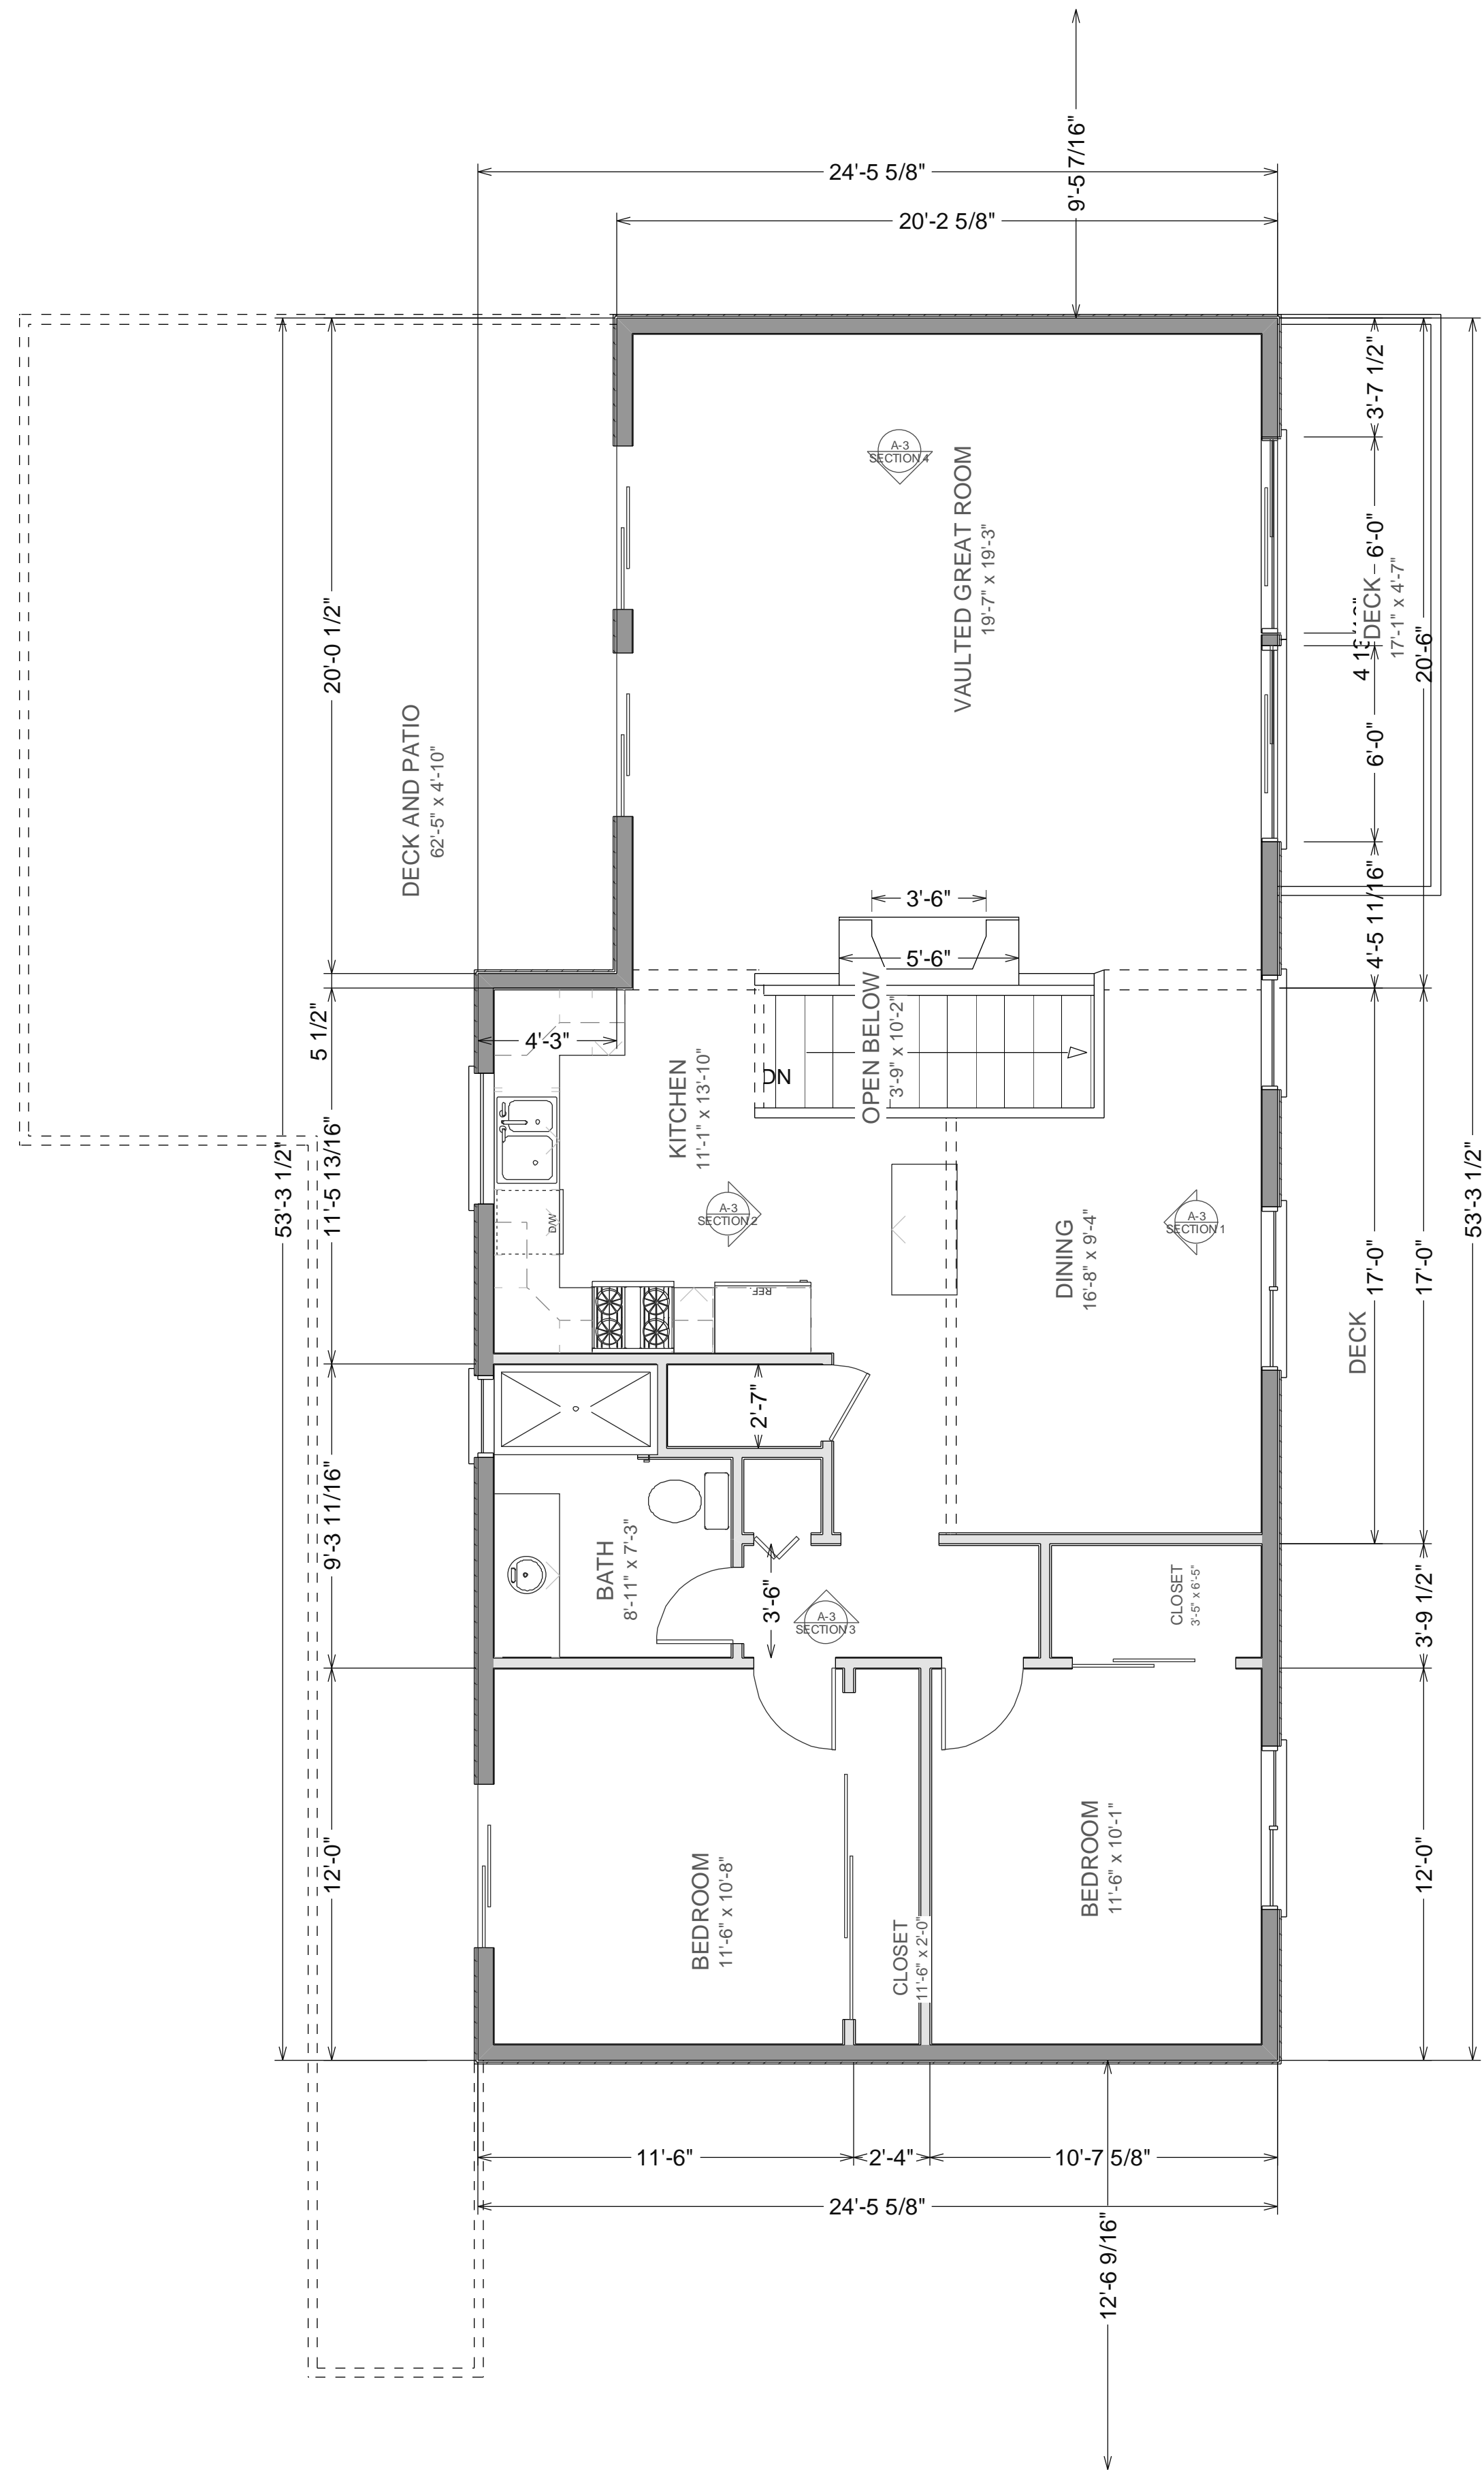 9'-5 7/16"
24'-5 5/8"
20'-2 5/8"
3'-7 1/2"
A-3
SECTION 4
VAULTED GREAT ROOM
19'-7" x 19'-3"
6'-0"
DECK
17'-1" x 4'-7"
20'-0 1/2"
20'-6"
DECK AND PATIO
62'-5" x 4'-10"
6'-0"
3'-6"
4'-5 11/16"
5'-6"
5 1/2"
4'-3"
OPEN BELOW
3'-9" x 10'-2"
DN
KITCHEN
11'-1" x 13'-10"
53'-3 1/2"
11'-5 13/16"
53'-3 1/2"
A-3
SECTION 2
A-3
SECTION 1
D/W
DINING
16'-8" x 9'-4"
17'-0"
17'-0"
REF.
DECK
2'-7"
9'-3 11/16"
BATH
8'-11" x 7'-3"
3'-6"
A-3
SECTION 3
CLOSET
3'-5" x 6'-5"
3'-9 1/2"
12'-0"
BEDROOM
11'-6" x 10'-8"
CLOSET
11'-6" x 2'-0"
BEDROOM
11'-6" x 10'-1"
12'-0"
11'-6"
2'-4"
10'-7 5/8"
24'-5 5/8"
12'-6 9/16"